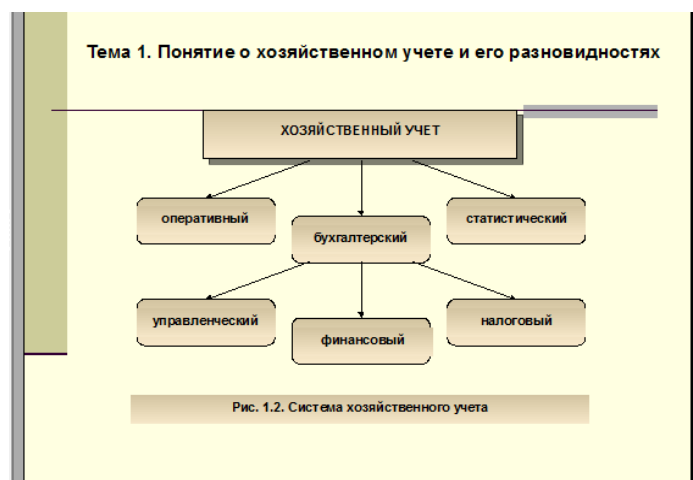 Тема 1. Понятие о хозяйственном учете и его разновидностях
ХОЗЯЙСТВЕННЫЙ УЧЕТ
оперативный
бухгалтерский
статистический
управленческий
финансовый
налоговый
Рис. 1.2. Система хозяйственного учета